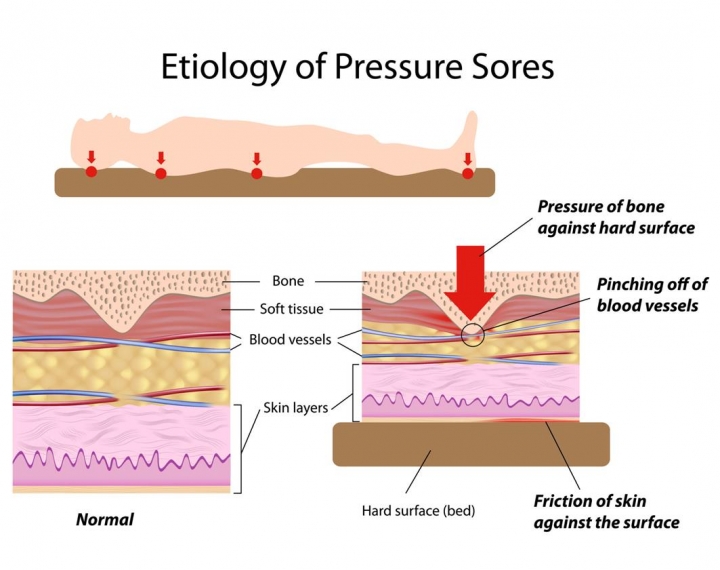 Etiology of Pressure Sores
Pressure of bone
against hard surface
Pinching off of
blood vessels
Bone
Soft tissue
Blood vessels
Skin layers
Normal
Hard surface (bed)
Friction of skin
against the surface